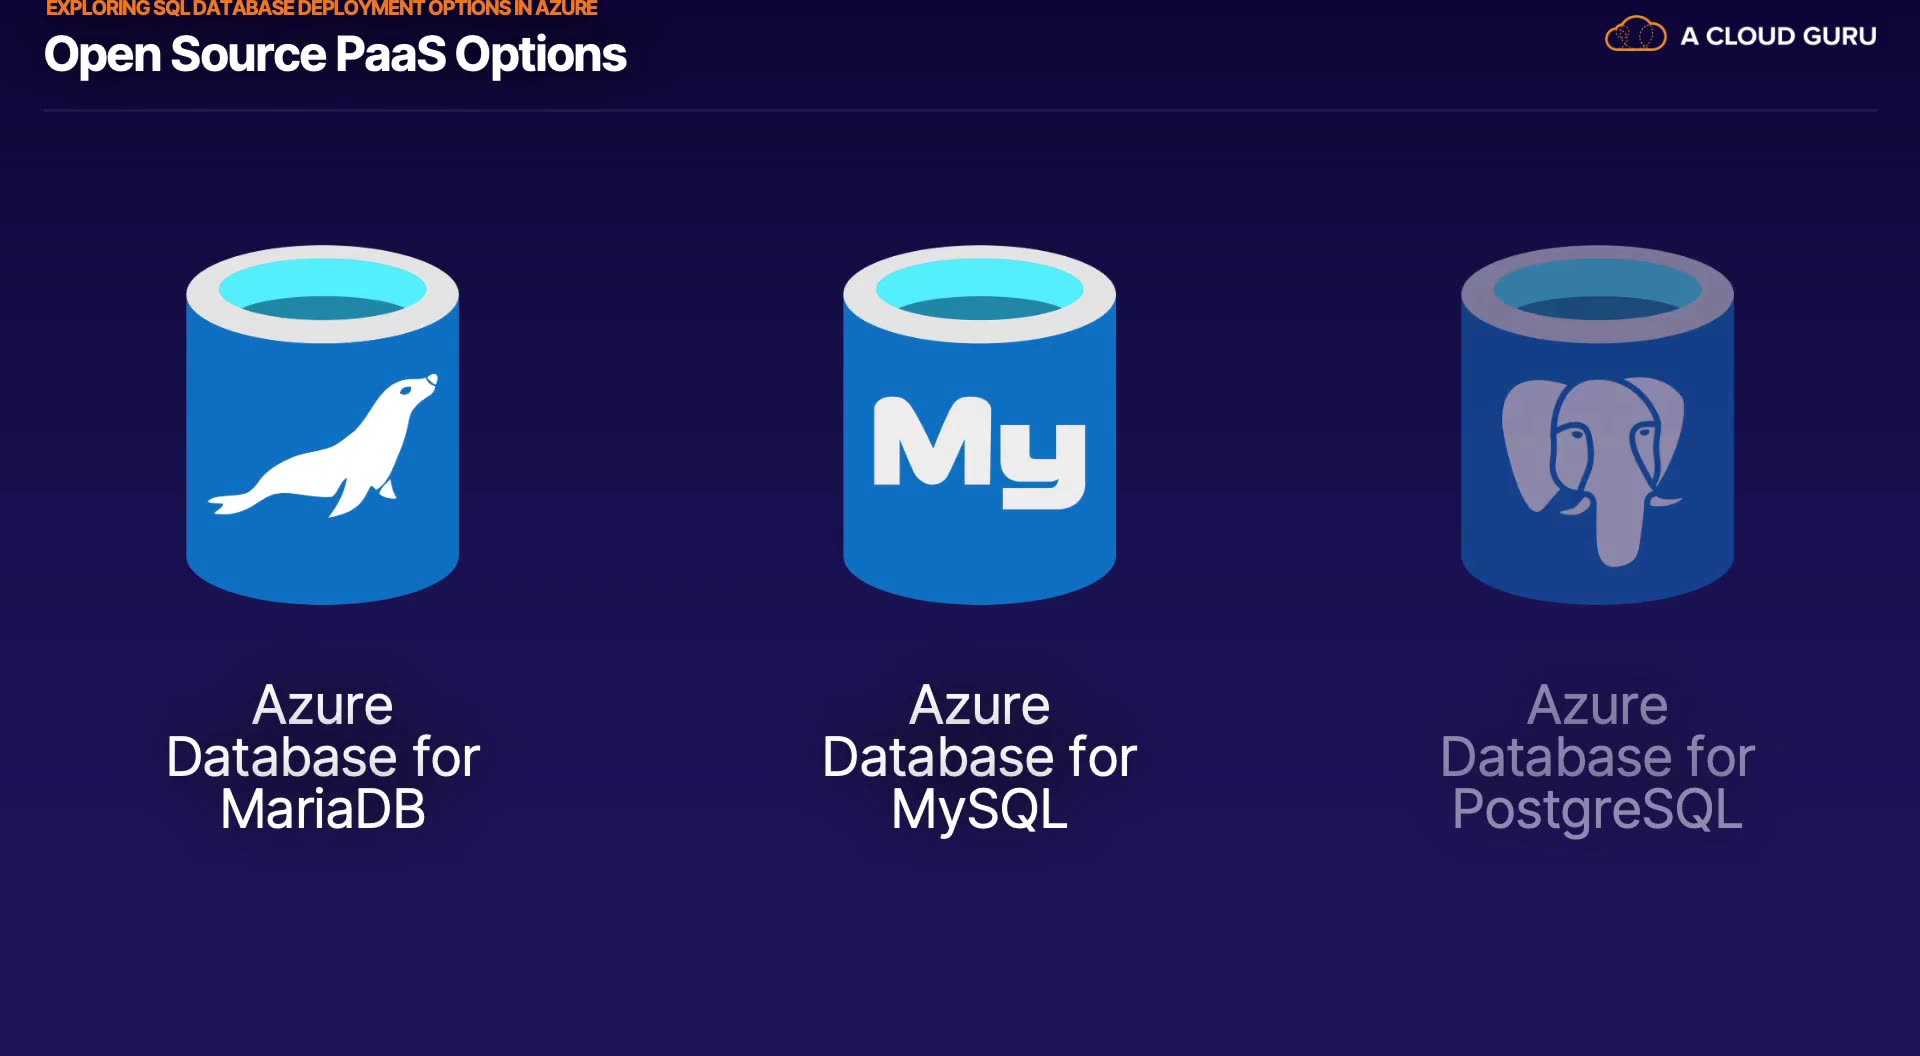 EXPLORING SQL DATABASE DEPLOYMENT OPTIONS IN AZURE
Open Source PaaS Options
A CLOUD GURU
My
Azure
Database for
MariaDB
Azure
Database for
MySQL
Azure
Database for
PostgreSQL